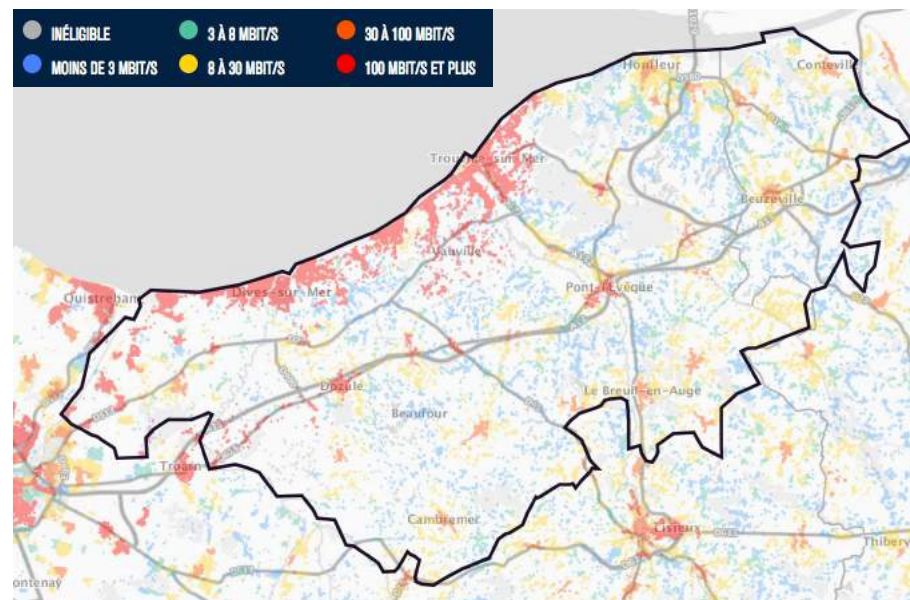 INÉLIGIBLE
3 À 8 MBIT/S
30 À 100 MBIT/S
MOINS DE 3 MBIT/S
8 À 30 MBIT/S
100 MBIT/S ET PLUS
Honfleur
Conteville
Trouville-sur-Mer
Beuzeville
Vauville
Pont-l'Évêque
Ouistreham
Dives-sur-Mer
Dozulé
Le Breuil-en-Auge
Beaufour
Troarn
Cambremer
Lisieux
Thiberv
ontenay